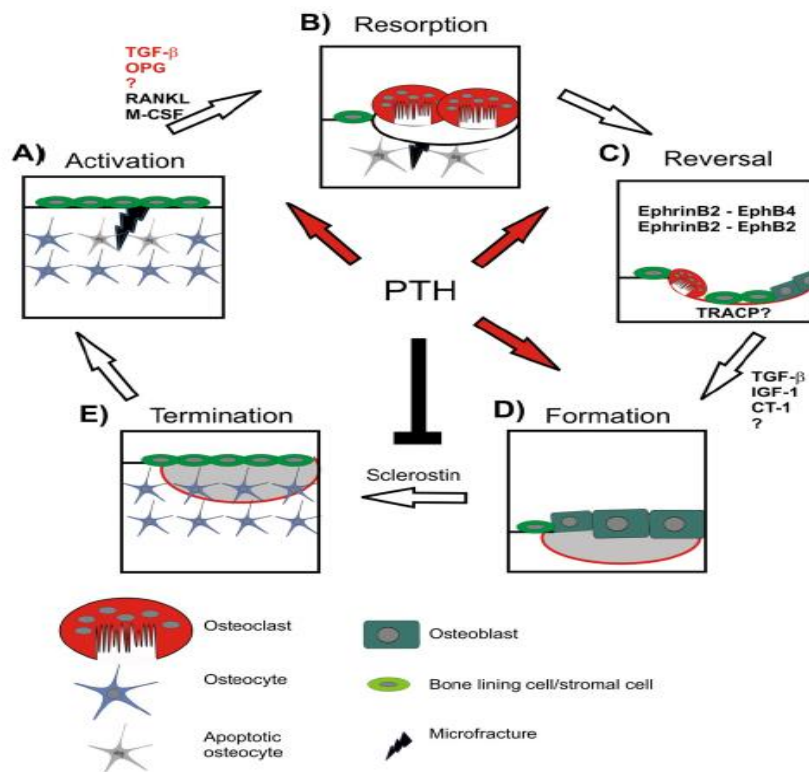 B) Resorption
TGF-β
OPG
?
RANKL
M-CSF
A) Activation
C) Reversal
EphrinB2 - EphB4
EphrinB2 - EphB2
TRACP?
PTH
TGF-β
IGF-1
CT-1
?
E) Termination
D) Formation
Sclerostin
Osteoclast
Osteoblast
Osteocyte
Bone lining cell/stromal cell
Apoptotic
osteocyte
Microfracture